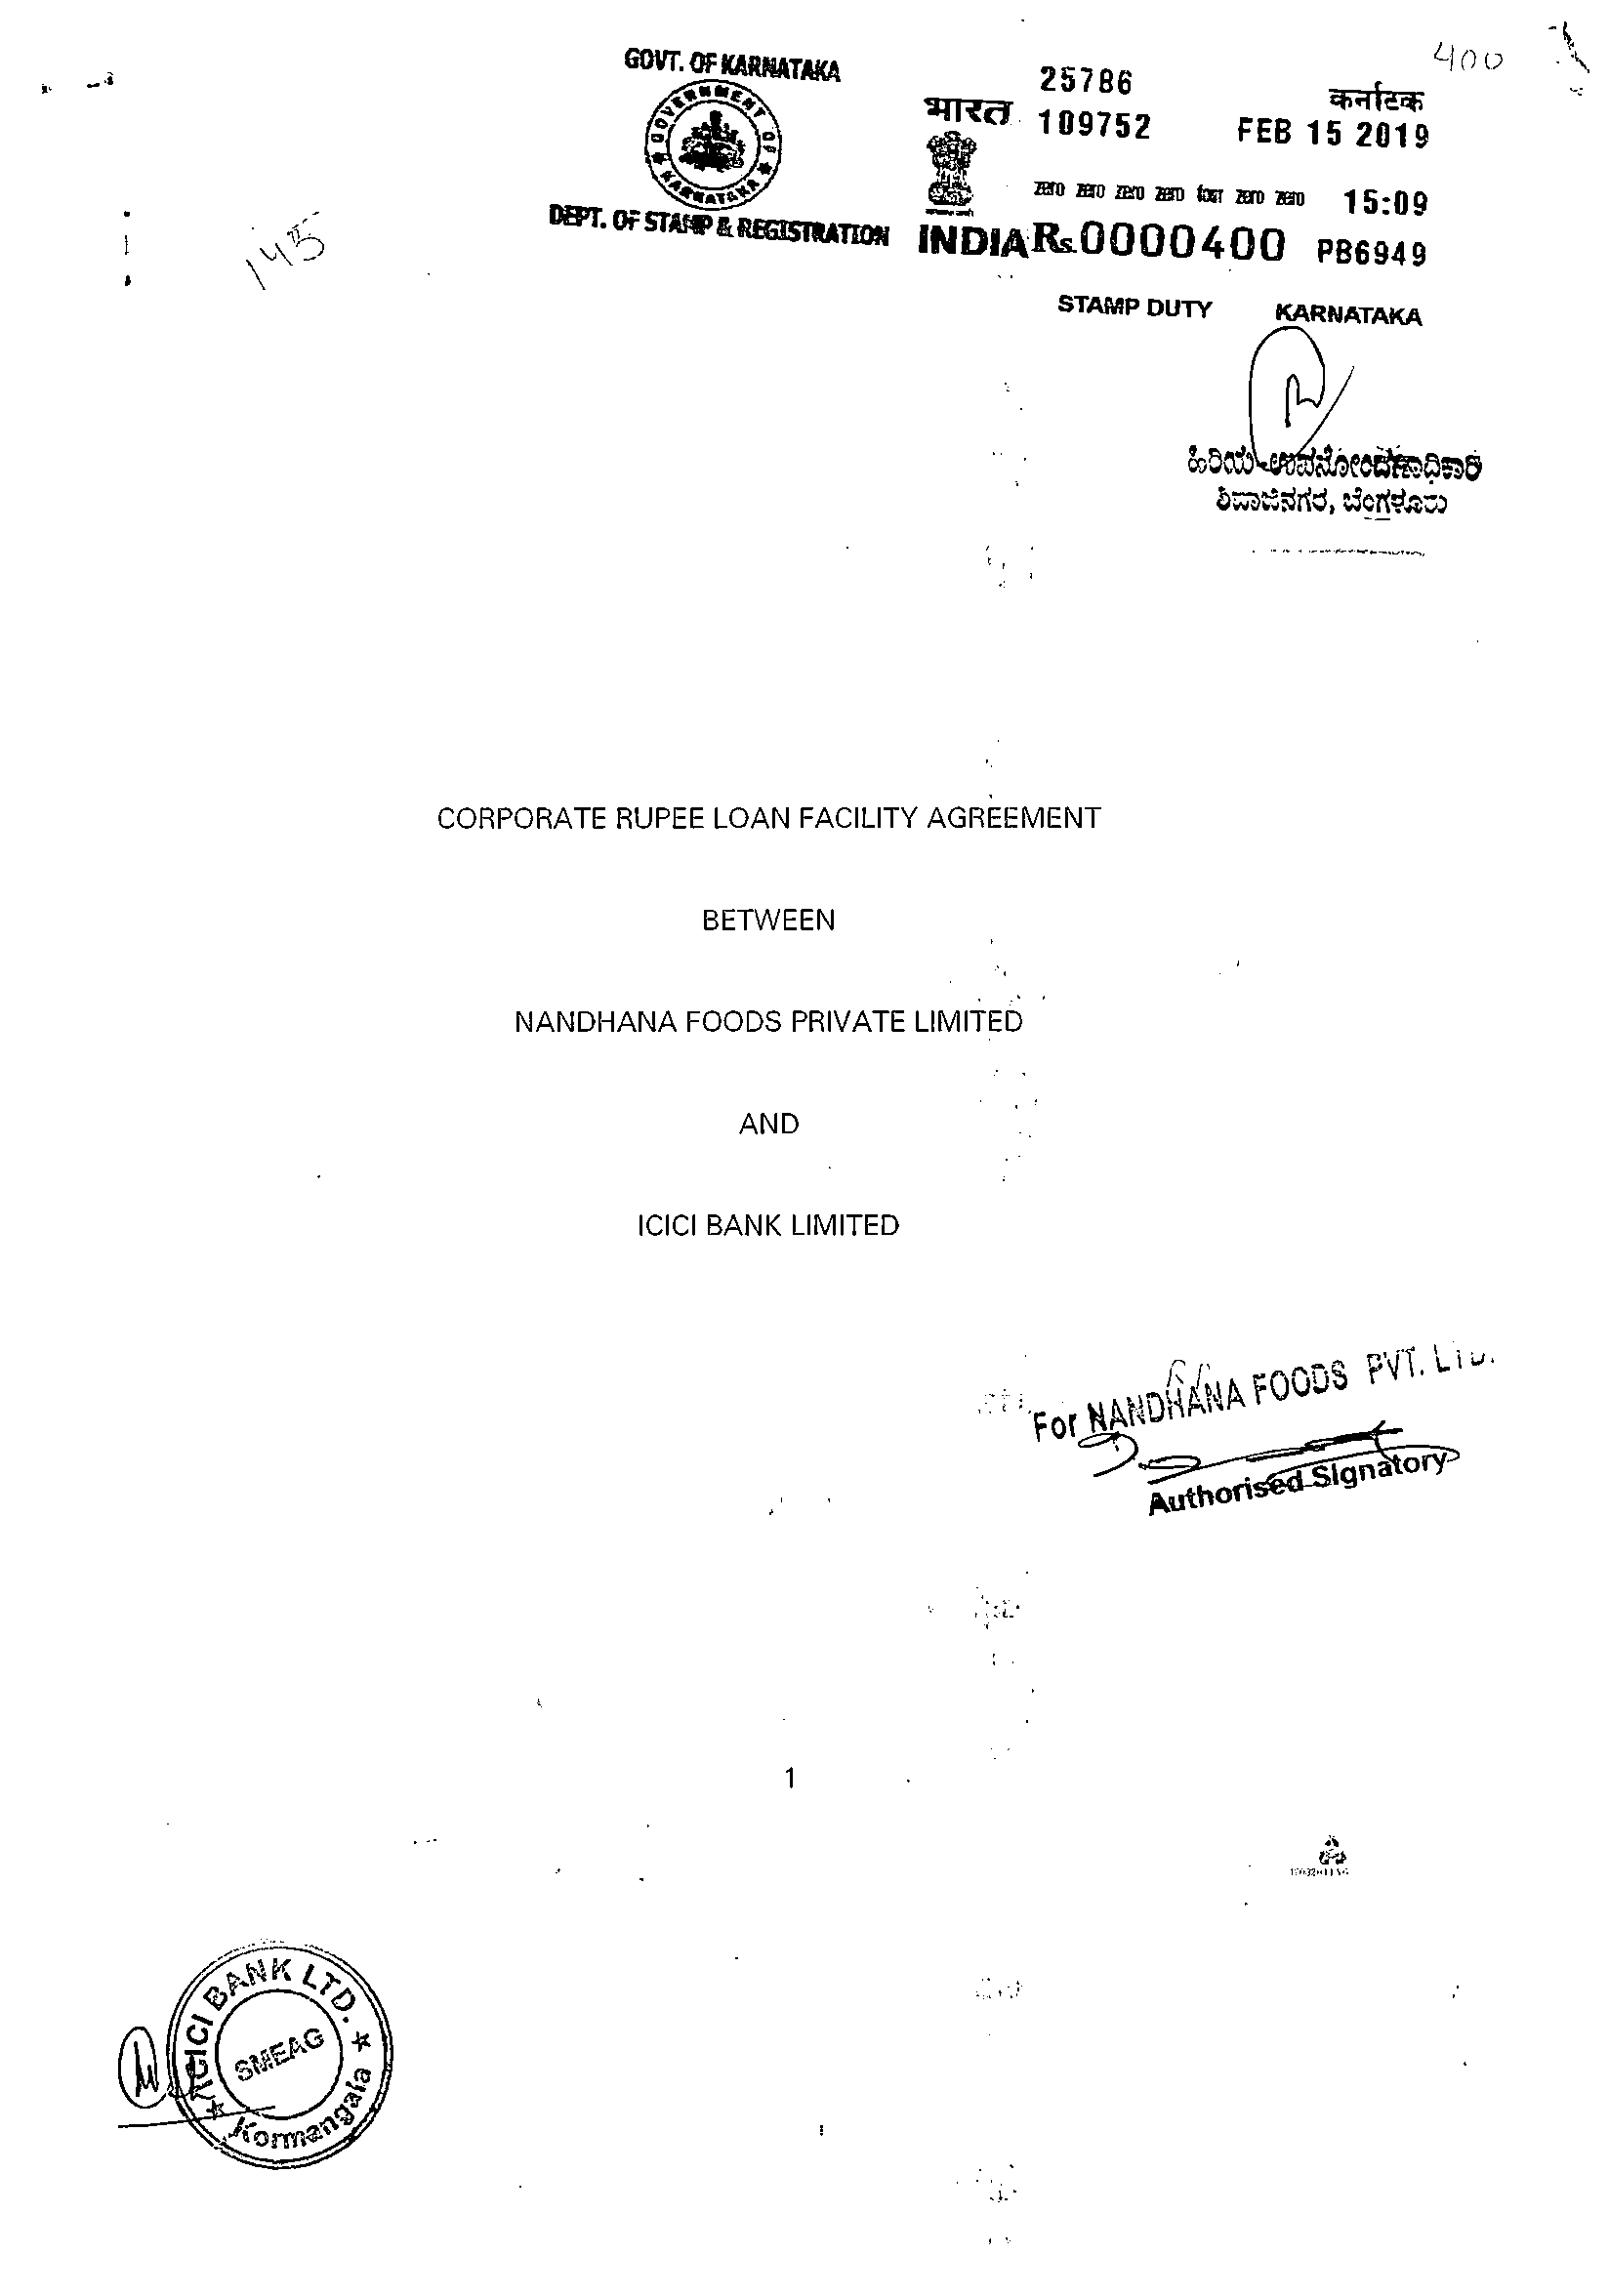 400
GOVT. OF KARNATAKA
GOVERNMENT OF
KARNATAKA
DEPT. OF STAMP & REGISTRATION
भारत 25786 कर्नाटक
109752 FEB 15 2019
zero zero zero zero four zero zero 15:09
INDIA Rs.0000400 PB6949
STAMP DUTY KARNATAKA
145
ಹಿರಿಯ ಉಪನೋಂದಣಾಧಿಕಾರಿ
ಶಿವಾಜಿನಗರ, ಬೆಂಗಳೂರು
CORPORATE RUPEE LOAN FACILITY AGREEMENT
BETWEEN
NANDHANA FOODS PRIVATE LIMITED
AND
ICICI BANK LIMITED
For NANDHANA FOODS PVT. LTD.
Authorised Signatory
1
ICICI BANK LTD.
SMEAG
Kormangala